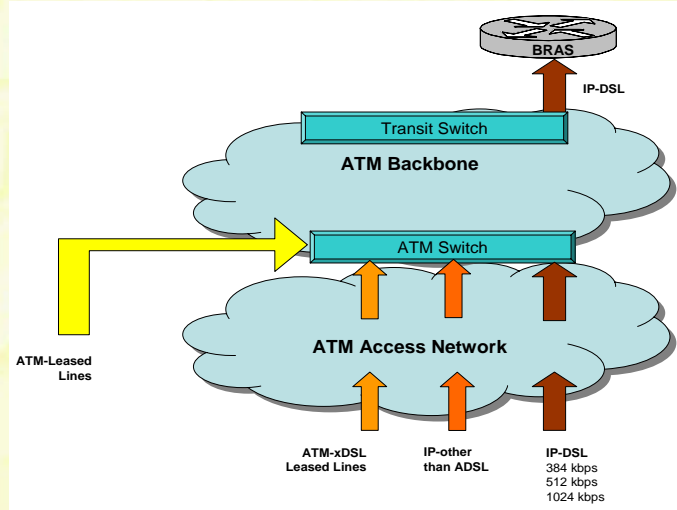 BRAS
IP-DSL
Transit Switch
ATM Backbone
ATM Switch
ATM Access Network
ATM-Leased
Lines
ATM-xDSL
Leased Lines
IP-other
than ADSL
IP-DSL
384 kbps
512 kbps
1024 kbps